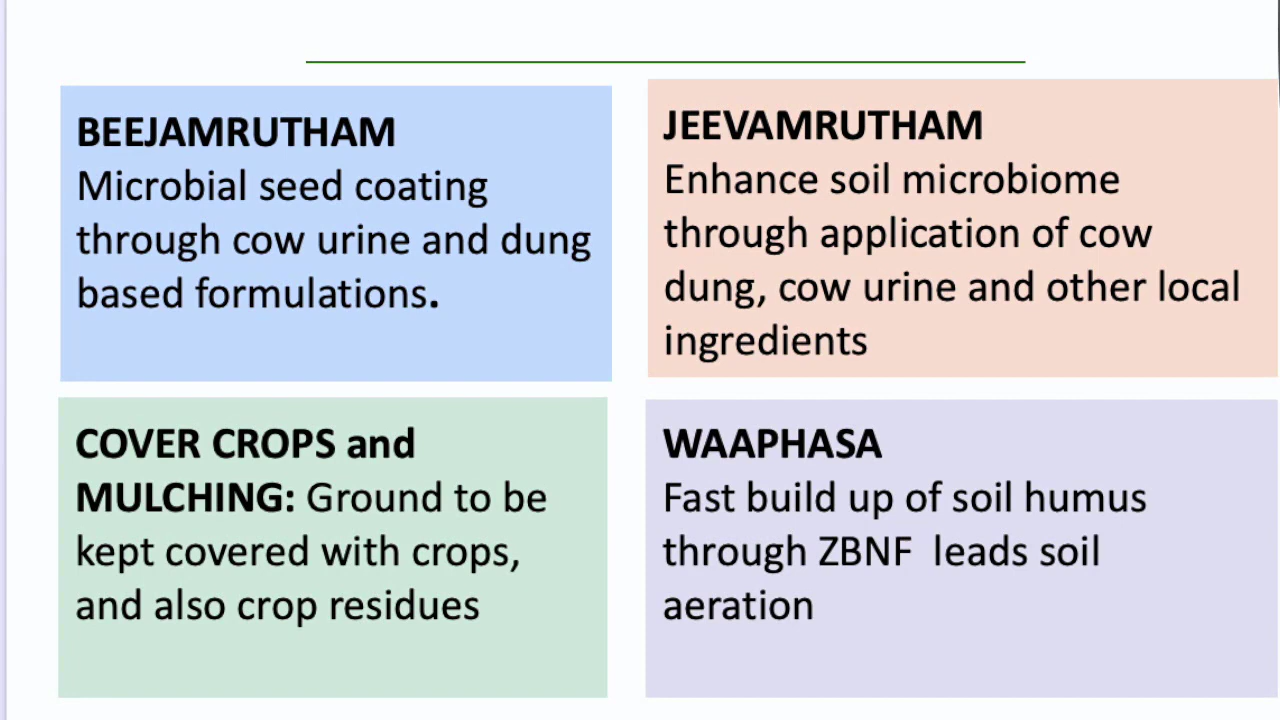 BEEJAMRUTHAM
Microbial seed coating
through cow urine and dung
based formulations.
JEEVAMRUTHAM
Enhance soil microbiome
through application of cow
dung, cow urine and other local
ingredients
COVER CROPS and
MULCHING: Ground to be
kept covered with crops,
and also crop residues
WAAPHASA
Fast build up of soil humus
through ZBNF  leads soil
aeration